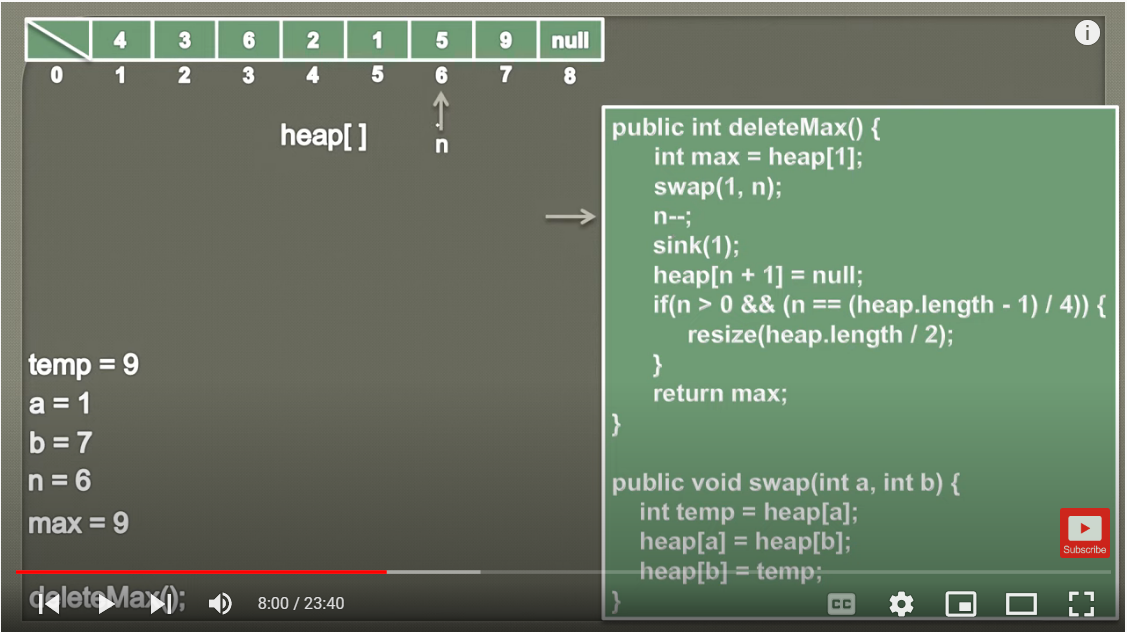 4 3 6 2 1 5 9 null
0 1 2 3 4 5 6 7 8
heap[ ]
n
public int deleteMax() {
int max = heap[1];
swap(1, n);
n--;
sink(1);
heap[n + 1] = null;
if(n > 0 && (n == (heap.length - 1) / 4)) {
resize(heap.length / 2);
}
return max;
}
public void swap(int a, int b) {
int temp = heap[a];
heap[a] = heap[b];
heap[b] = temp;
}
temp = 9
a = 1
b = 7
n = 6
max = 9
deleteMax();
Subscribe
8:00 / 23:40
CC
i